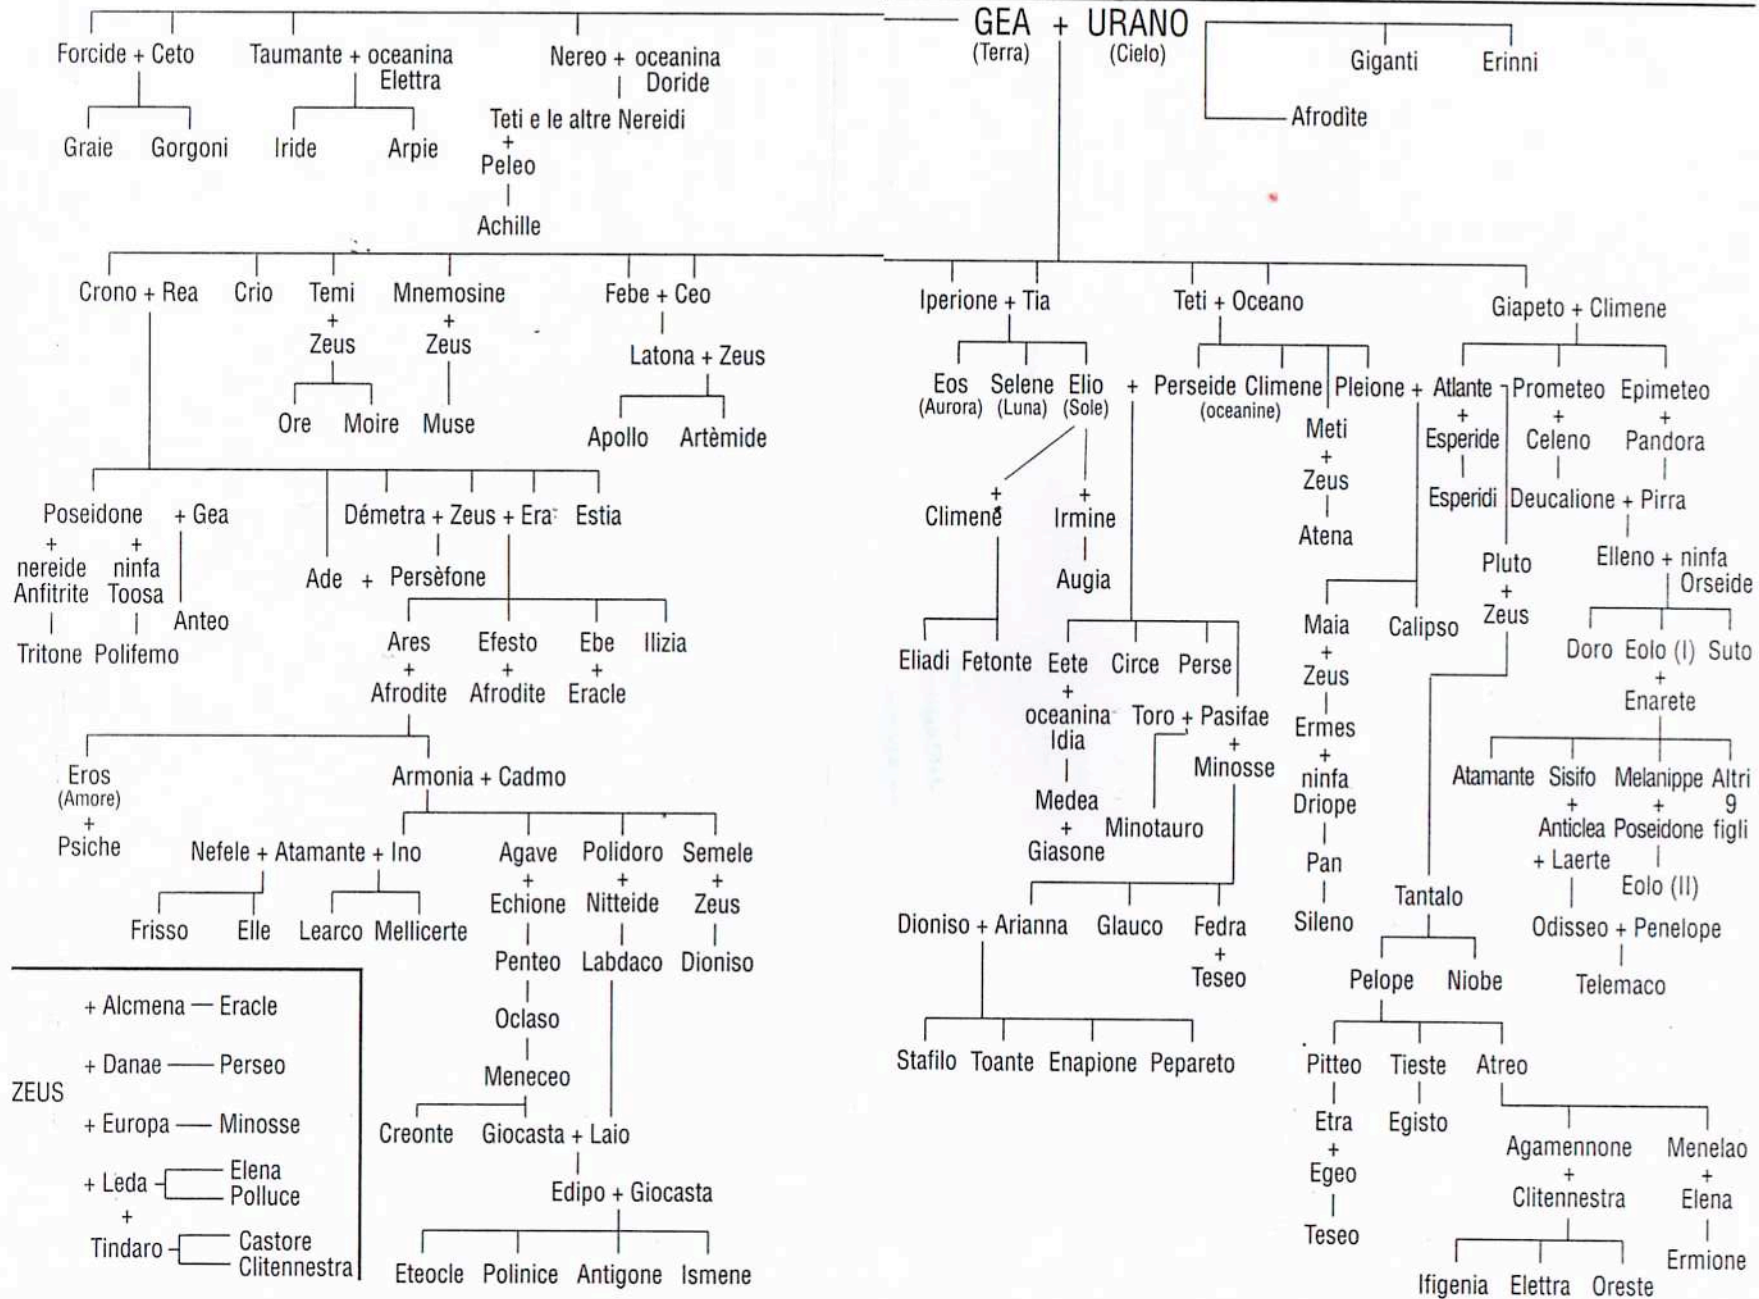 GEA + URANO
(Terra) (Cielo)
Giganti Erinni
Afrodite
Forcide + Ceto Taumante + oceanina Nereo + oceanina
Elettra Doride
Graie Gorgoni Iride Arpie
Teti e le altre Nereidi
+
Peleo
Achille
Crono + Rea Crio Temi Mnemosine Febe + Ceo
+ +
Zeus Zeus
Latona + Zeus
Ore Moire Muse
Apollo Artèmide
Iperione + Tia Teti + Oceano Giapeto + Climene
Eos Selene Elio + Perseide Climene Pleione + Atlante Prometeo Epimeteo
(Aurora) (Luna) (Sole) (oceanine)
+ + +
Meti Esperide Celeno Pandora
+
Zeus
Esperidi Deucalione + Pirra
Atena
+ +
Climene Irmine
Augia
Elleno + ninfa
Orseide
Pluto
+
Zeus
Poseidone + Gea Démetra + Zeus + Era Estia
+ +
nereide ninfa
Anfitrite Toosa
Ade + Persèfone
Anteo
Tritone Polifemo
Ares Efesto Ebe Ilizia
+ + +
Afrodite Afrodite Eracle
Eliadi Fetonte Eete Circe Perse
+
oceanina Toro + Pasifae
Idia +
Minosse
Medea Minotauro
+
Giasone
Maia Calipso
+
Zeus
Ermes
+
ninfa
Driope
Pan
Sileno
Doro Eolo (I) Suto
+
Enarete
Atamante Sisifo Melanippe Altri
+ + 9
Anticlea Poseidone figli
+ Laerte
Eolo (II)
Odisseo + Penelope
Telemaco
Eros
(Amore)
+
Psiche
Armonia + Cadmo
Nefele + Atamante + Ino Agave Polidoro Semele
+ + +
Echione Nitteide Zeus
Frisso Elle Learco Mellicerte
Penteo Labdaco Dioniso
Oclaso
Meneceo
Creonte Giocasta + Laio
Edipo + Giocasta
Eteocle Polinice Antigone Ismene
Dioniso + Arianna Glauco Fedra
+
Teseo
Stafilo Toante Enapione Pepareto
Tantalo
Pelope Niobe
Pitteo Tieste Atreo
Etra Egisto
+
Egeo
Teseo
Agamennone Menelao
+ +
Clitennestra Elena
Ermione
Ifigenia Elettra Oreste
ZEUS
+ Alcmena — Eracle
+ Danae — Perseo
+ Europa — Minosse
+ Leda Elena
Polluce
+
Tindaro Castore
Clitennestra